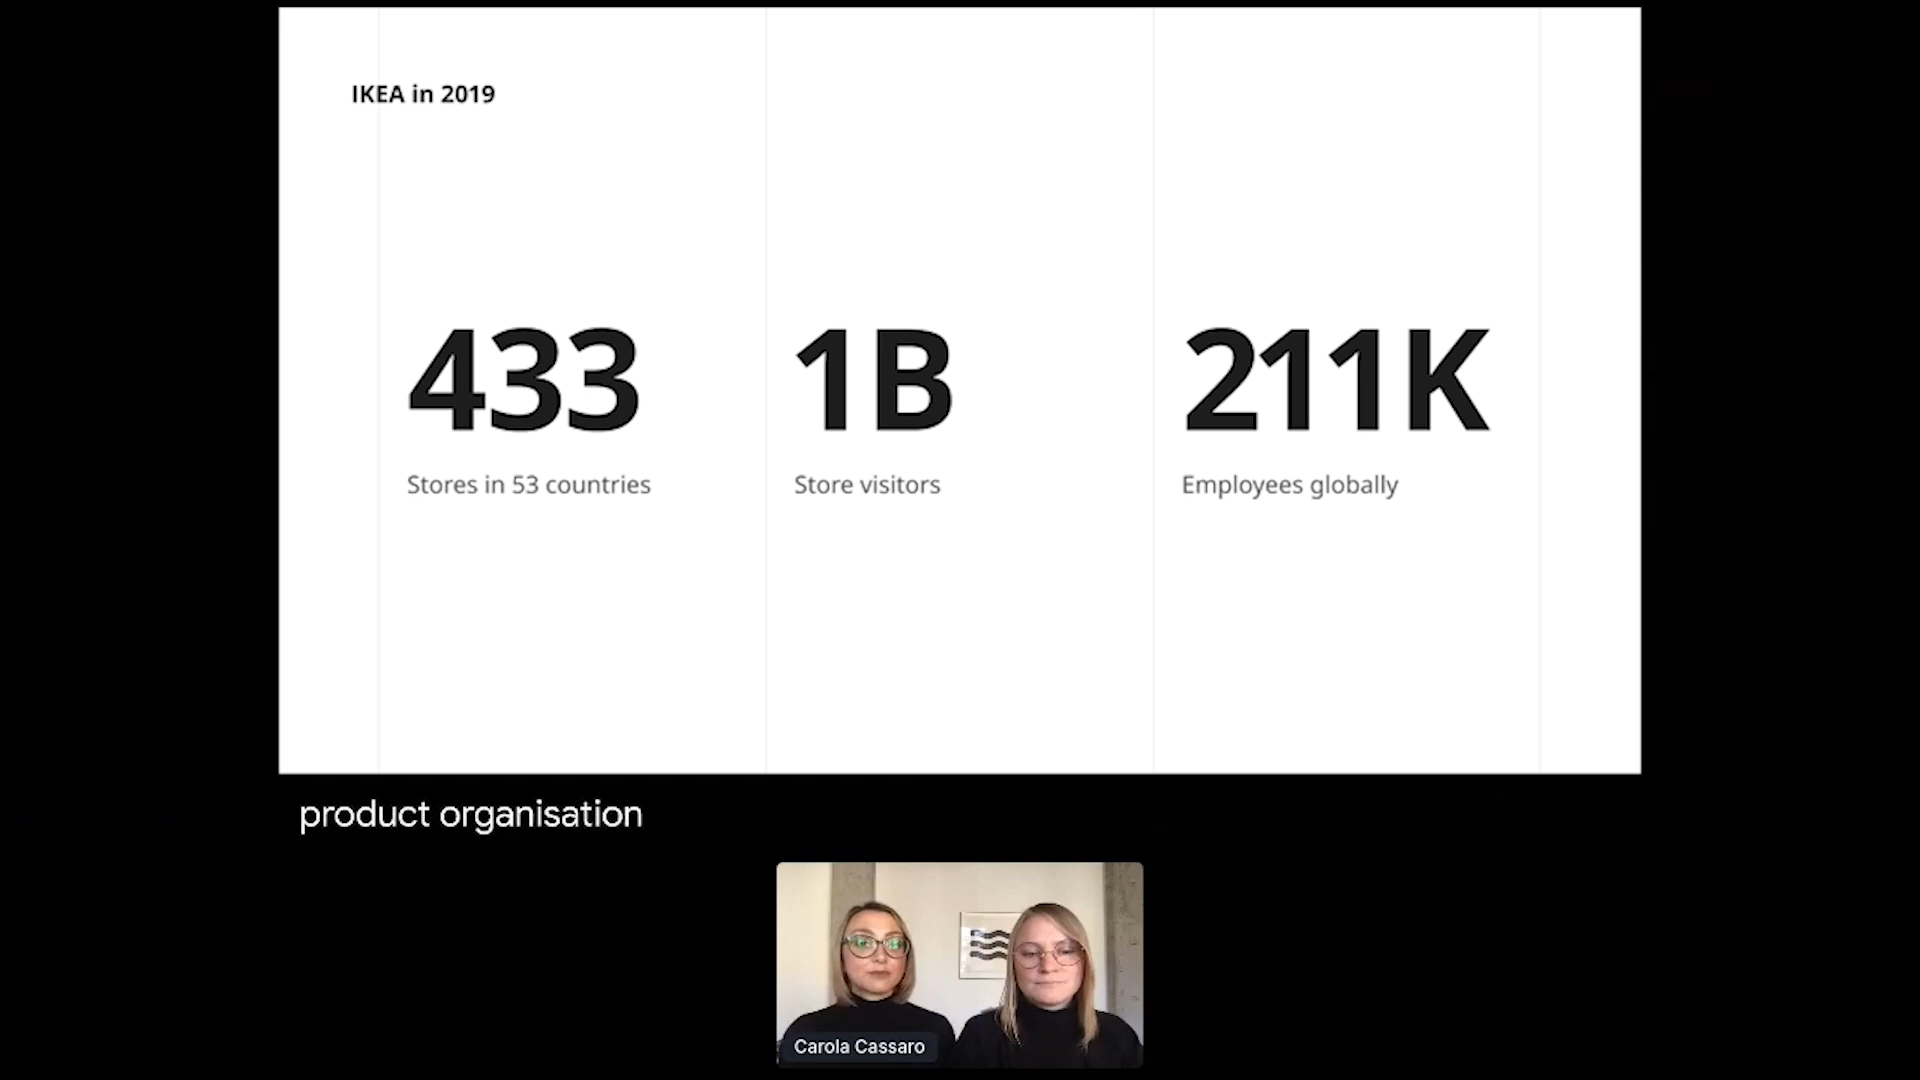 IKEA in 2019
433
Stores in 53 countries
1B
Store visitors
211K
Employees globally
product organisation
Carola Cassaro